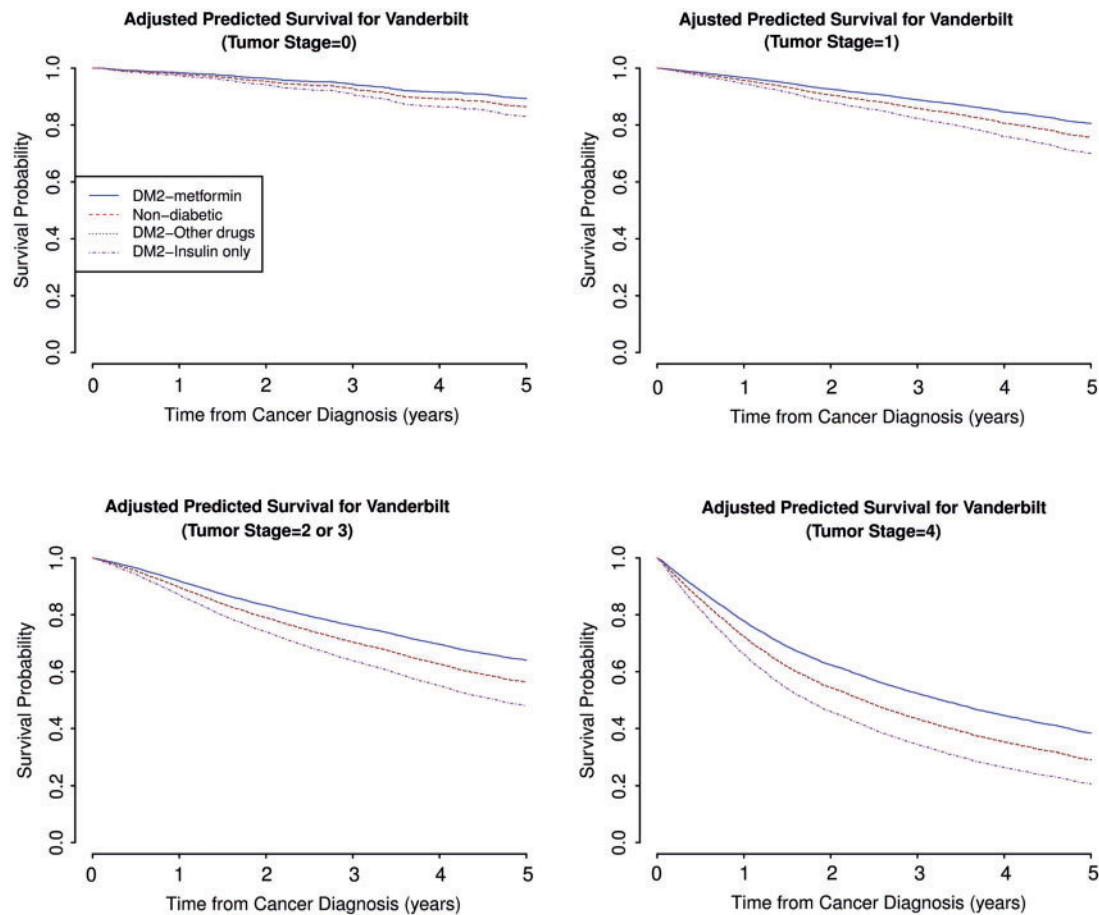 Adjusted Predicted Survival for Vanderbilt
(Tumor Stage=0)
Survival Probability
1.0
0.8
0.6
0.4
0.2
0.0
DM2−metformin
Non−diabetic
DM2−Other drugs
DM2−Insulin only
0 1 2 3 4 5
Time from Cancer Diagnosis (years)
Ajusted Predicted Survival for Vanderbilt
(Tumor Stage=1)
Survival Probability
1.0
0.8
0.6
0.4
0.2
0.0
0 1 2 3 4 5
Time from Cancer Diagnosis (years)
Adjusted Predicted Survival for Vanderbilt
(Tumor Stage=2 or 3)
Survival Probability
1.0
0.8
0.6
0.4
0.2
0.0
0 1 2 3 4 5
Time from Cancer Diagnosis (years)
Adjusted Predicted Survival for Vanderbilt
(Tumor Stage=4)
Survival Probability
1.0
0.8
0.6
0.4
0.2
0.0
0 1 2 3 4 5
Time from Cancer Diagnosis (years)